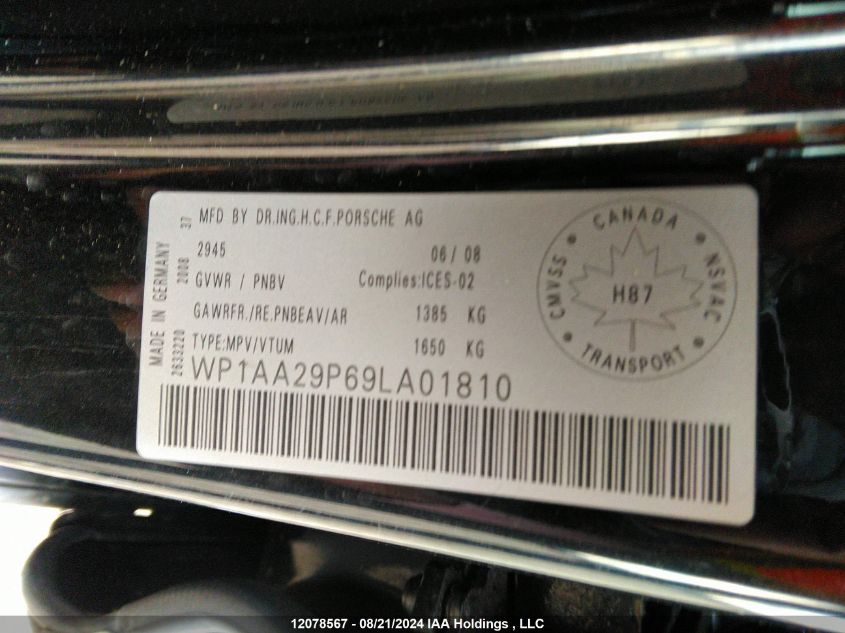 MFD BY DR.ING.H.C.F.PORSCHE AG
2945 06/08
GVWR / PNBV Complies:ICES-02
GAWRFR./RE.PNBEAV/AR 1385 KG
TYPE:MPV/VTUM 1650 KG
WP1AA29P69LA01810
MADE IN GERMANY
2633220 2008 37
CANADA
CMVSS NSVAC
H87
TRANSPORT
12078567 - 08/21/2024 IAA Holdings , LLC